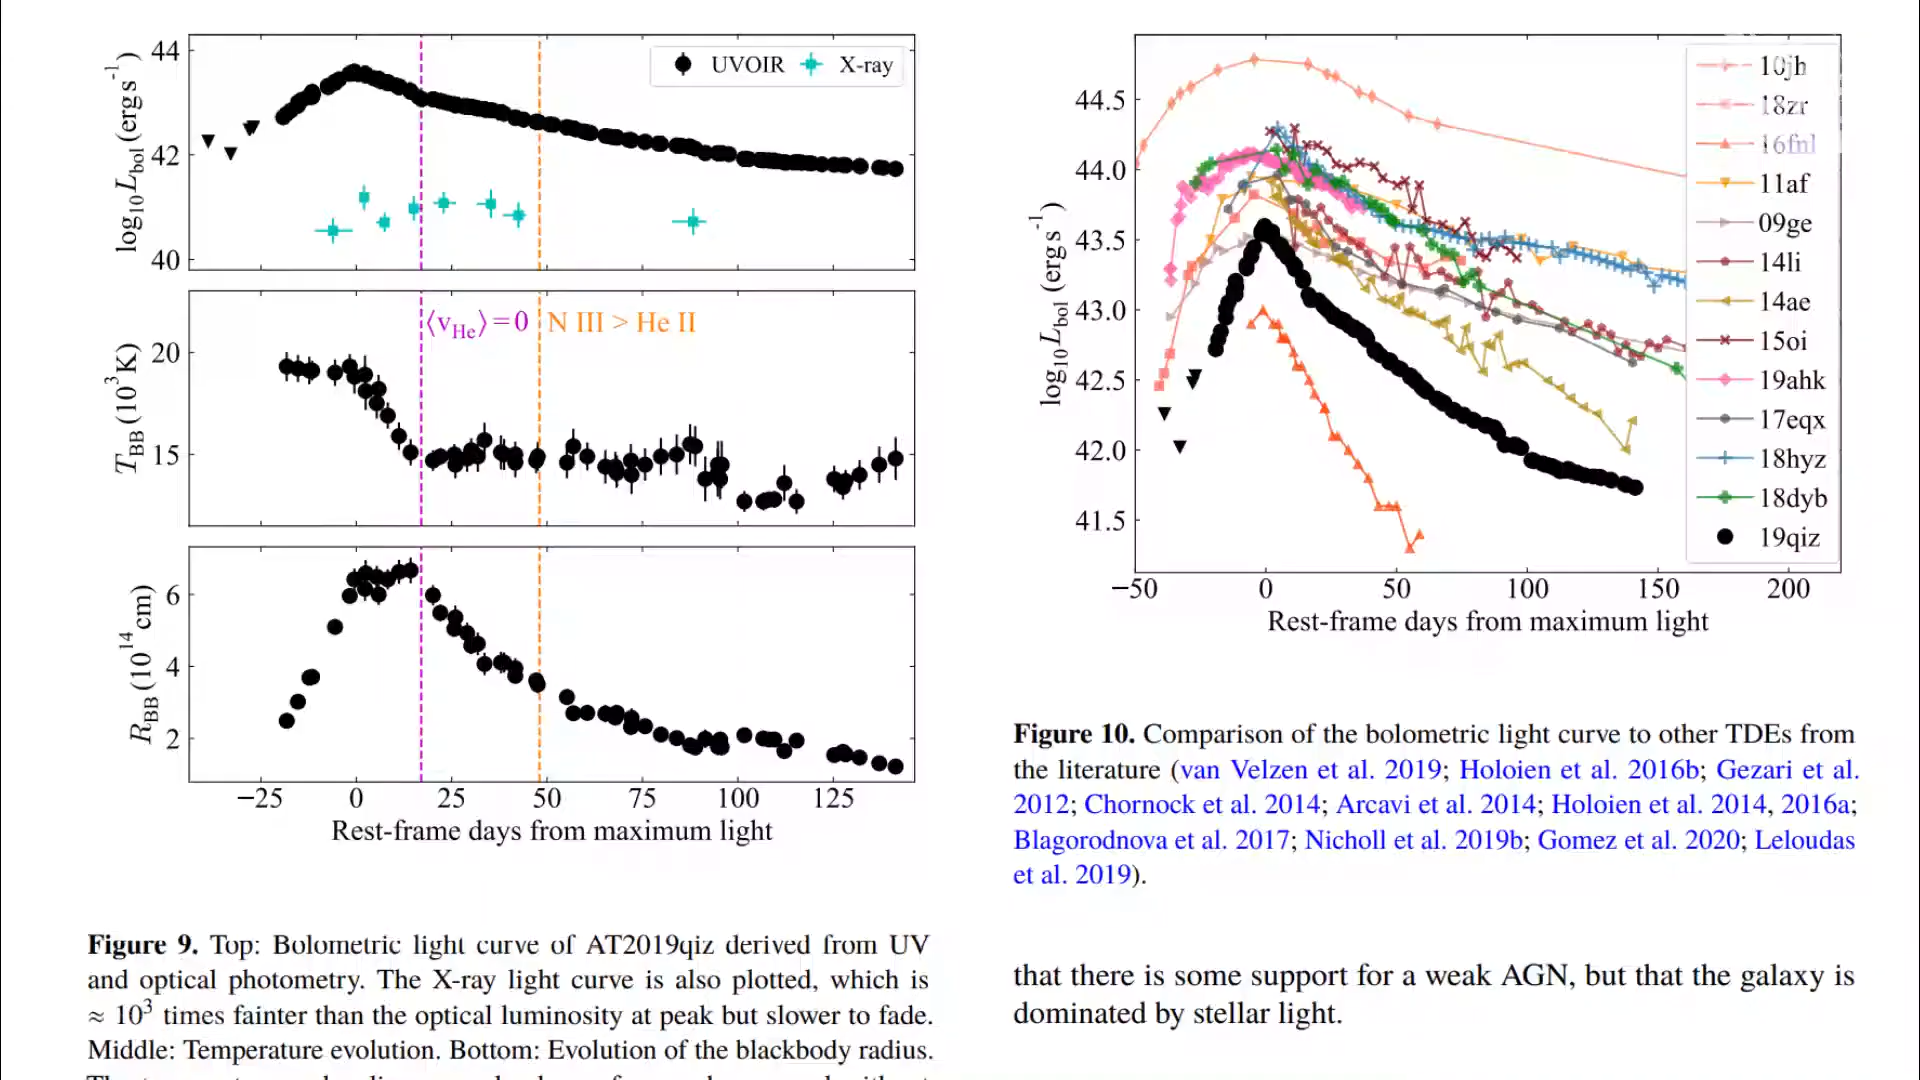 44
42
40
log10 Lbol (erg s−1)
UVOIR
X-ray
20
15
TBB (10^3 K)
⟨vHe⟩ = 0
N III > He II
6
4
2
RBB (10^14 cm)
−25 0 25 50 75 100 125
Rest-frame days from maximum light
Figure 9. Top: Bolometric light curve of AT2019qiz derived from UV
and optical photometry. The X-ray light curve is also plotted, which is
≈ 10^3 times fainter than the optical luminosity at peak but slower to fade.
Middle: Temperature evolution. Bottom: Evolution of the blackbody radius.
44.5
44.0
43.5
43.0
42.5
42.0
41.5
log10 Lbol (erg s−1)
10jh
18zr
16fnl
11af
09ge
14li
14ae
15oi
19ahk
17eqx
18hyz
18dyb
19qiz
−50 0 50 100 150 200
Rest-frame days from maximum light
Figure 10. Comparison of the bolometric light curve to other TDEs from
the literature (van Velzen et al. 2019; Holoien et al. 2016b; Gezari et al.
2012; Chornock et al. 2014; Arcavi et al. 2014; Holoien et al. 2014, 2016a;
Blagorodnova et al. 2017; Nicholl et al. 2019b; Gomez et al. 2020; Leloudas
et al. 2019).
that there is some support for a weak AGN, but that the galaxy is
dominated by stellar light.